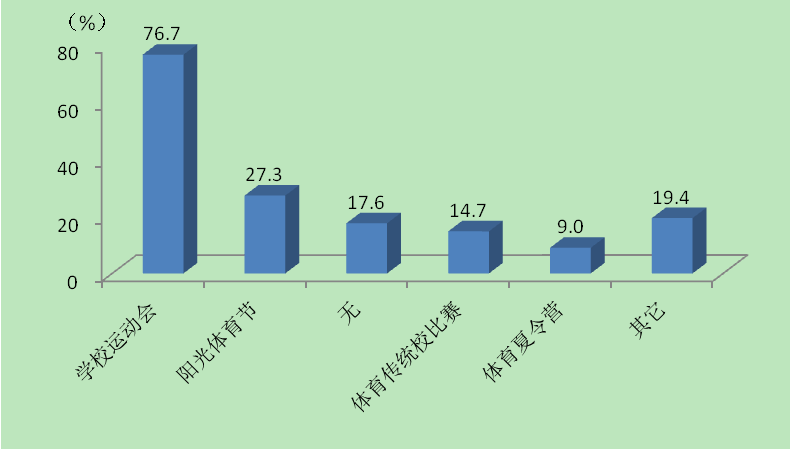 （%）
80
60
40
20
0
76.7
27.3
17.6
14.7
9.0
19.4
学校运动会
阳光体育节
无
体育传统校比赛
体育夏令营
其它